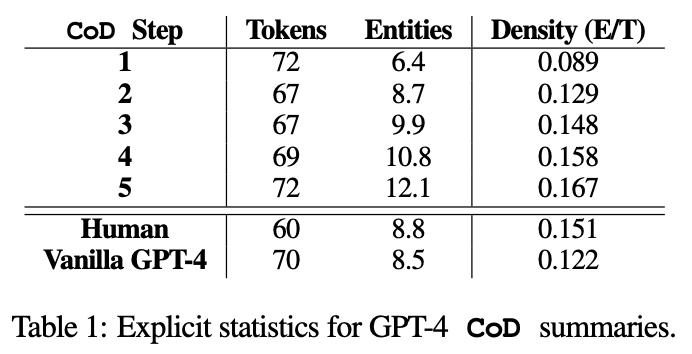 CoD Step Tokens Entities Density (E/T)
1 72 6.4 0.089
2 67 8.7 0.129
3 67 9.9 0.148
4 69 10.8 0.158
5 72 12.1 0.167
Human 60 8.8 0.151
Vanilla GPT-4 70 8.5 0.122
Table 1: Explicit statistics for GPT-4 CoD summaries.